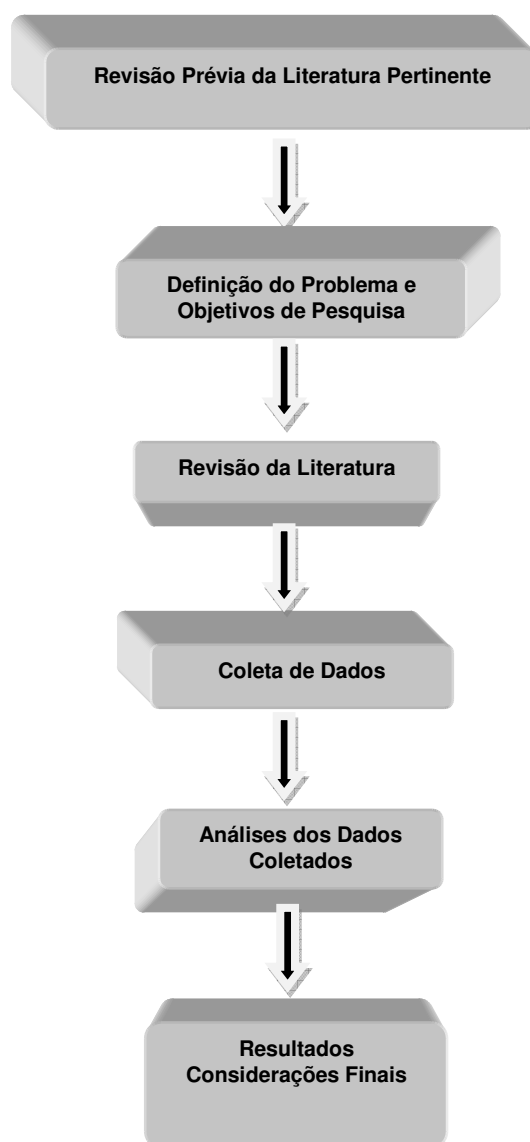 Revisão Prévia da Literatura Pertinente
Definição do Problema e
Objetivos de Pesquisa
Revisão da Literatura
Coleta de Dados
Análises dos Dados
Coletados
Resultados
Considerações Finais